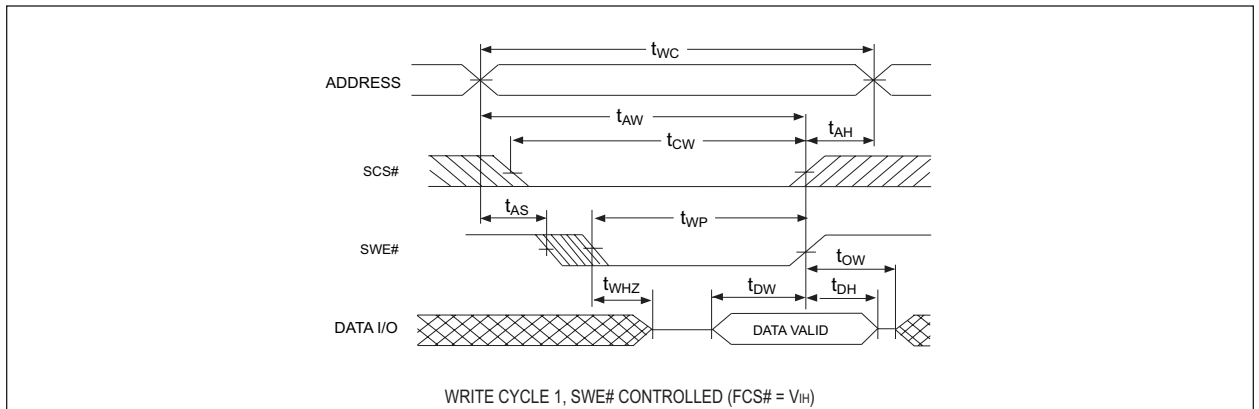 tWC
ADDRESS
tAW
tAH
tCW
SCS#
tAS
tWP
SWE#
tOW
tWHZ
tDW
tDH
DATA I/O
DATA VALID
WRITE CYCLE 1, SWE# CONTROLLED (FCS# = VIH)